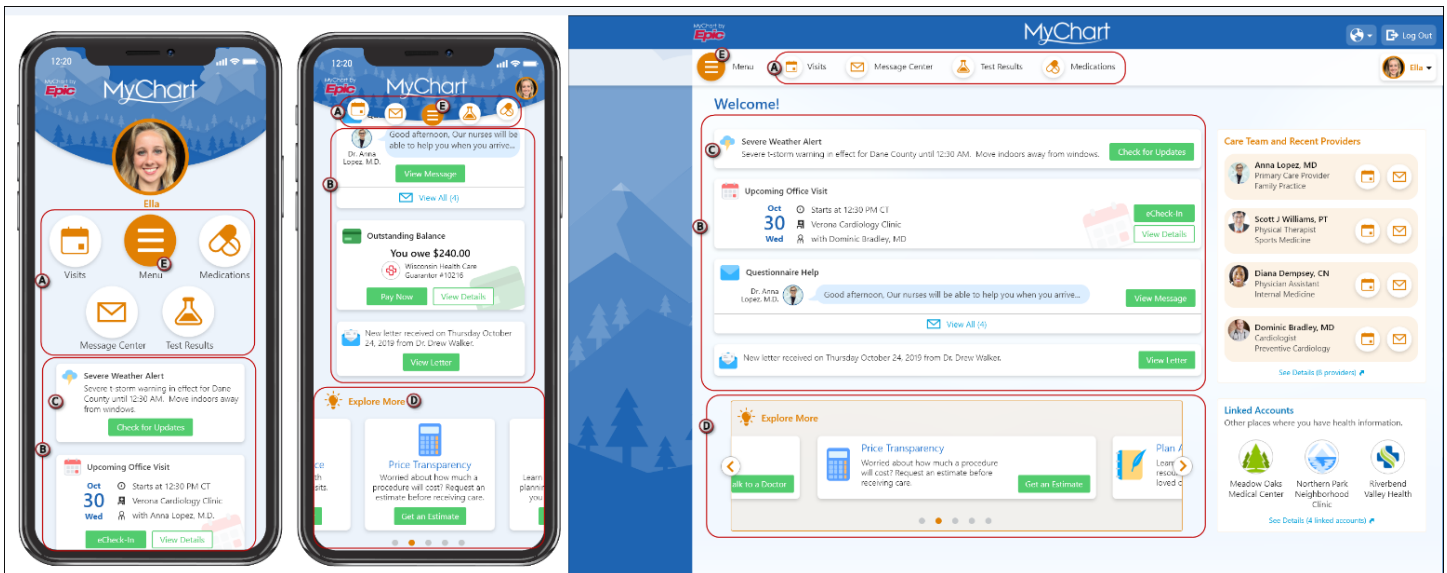 12:20
MyChart by
Epic
MyChart
Ella
A
Visits
Menu
E
Medications
Message Center
Test Results
C
Severe Weather Alert
Severe t-storm warning in effect for Dane
County until 12:30 AM. Move indoors away
from windows.
Check for Updates
B
Upcoming Office Visit
Oct
30
Wed
Starts at 12:30 PM CT
Verona Cardiology Clinic
with Anna Lopez, M.D.
eCheck-In
View Details
12:20
MyChart by
Epic
MyChart
A
E
B
Dr. Anna
Lopez, M.D.
Good afternoon, Our nurses will be
able to help you when you arrive...
View Message
View All (4)
Outstanding Balance
You owe $240.00
Wisconsin Health Care
Guarantor #10216
Pay Now
View Details
New letter received on Thursday October
24, 2019 from Dr. Drew Walker.
View Letter
Explore More
D
Price Transparency
Worried about how much a
procedure will cost? Request an
estimate before receiving care.
Get an Estimate
Learn
plannin
you
MyChart by
Epic
MyChart
Log Out
E
Menu
A
Visits
Message Center
Test Results
Medications
Ella
Welcome!
C
Severe Weather Alert
Severe t-storm warning in effect for Dane County until 12:30 AM. Move indoors away from windows.
Check for Updates
B
Upcoming Office Visit
Oct
30
Wed
Starts at 12:30 PM CT
Verona Cardiology Clinic
with Dominic Bradley, MD
eCheck-In
View Details
Questionnaire Help
Dr. Anna
Lopez, M.D.
Good afternoon, Our nurses will be able to help you when you arrive...
View Message
View All (4)
New letter received on Thursday October 24, 2019 from Dr. Drew Walker.
View Letter
D
Explore More
alk to a Doctor
Price Transparency
Worried about how much a procedure
will cost? Request an estimate before
receiving care.
Get an Estimate
Plan A
Learn
resou
loved o
Care Team and Recent Providers
Anna Lopez, MD
Primary Care Provider
Family Practice
Scott J Williams, PT
Physical Therapist
Sports Medicine
Diana Dempsey, CN
Physician Assistant
Internal Medicine
Dominic Bradley, MD
Cardiologist
Preventive Cardiology
See Details (6 providers)
Linked Accounts
Other places where you have health information.
Meadow Oaks
Medical Center
Northern Park
Neighborhood
Clinic
Riverbend
Valley Health
See Details (4 linked accounts)